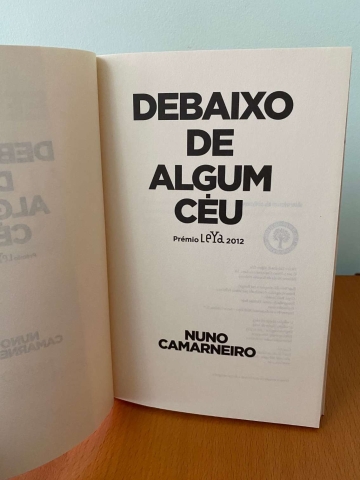 DEBAIXO
DE
ALGUM
CÉU
Prémio LeYa 2012
NUNO
CAMARNEIRO